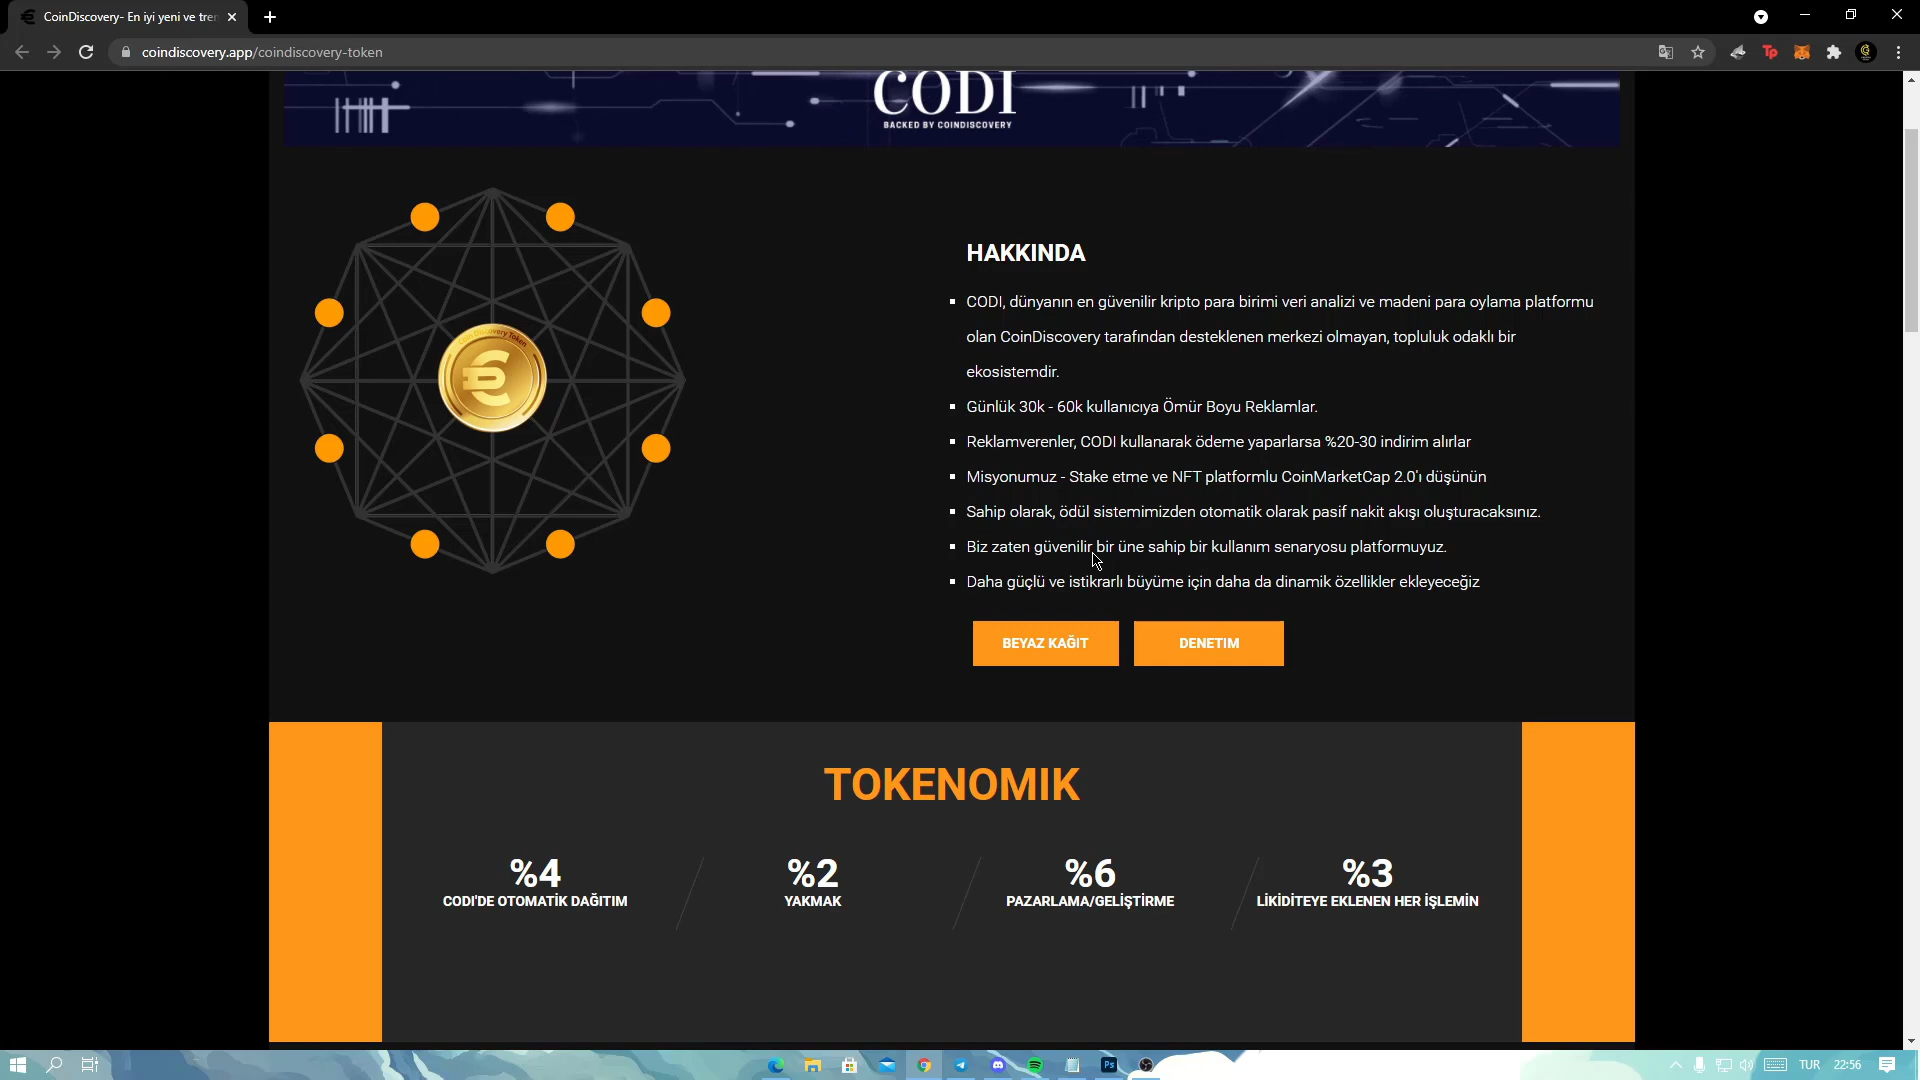 CoinDiscovery- En iyi yeni ve tren
coindiscovery.app/coindiscovery-token
Tp
CODI
BACKED BY COINDISCOVERY
Coin Discovery Token
HAKKINDA
CODI, dünyanın en güvenilir kripto para birimi veri analizi ve madeni para oylama platformu
olan CoinDiscovery tarafından desteklenen merkezi olmayan, topluluk odaklı bir
ekosistemdir.
Günlük 30k - 60k kullanıcıya Ömür Boyu Reklamlar.
Reklamverenler, CODI kullanarak ödeme yaparlarsa %20-30 indirim alırlar
Misyonumuz - Stake etme ve NFT platformlu CoinMarketCap 2.0'ı düşünün
Sahip olarak, ödül sistemimizden otomatik olarak pasif nakit akışı oluşturacaksınız.
Biz zaten güvenilir bir üne sahip bir kullanım senaryosu platformuyuz.
Daha güçlü ve istikrarlı büyüme için daha da dinamik özellikler ekleyeceğiz
BEYAZ KAĞIT DENETIM
TOKENOMIK
%4 %2 %6 %3
CODI'DE OTOMATİK DAĞITIM YAKMAK PAZARLAMA/GELİŞTİRME LİKİDİTEYE EKLENEN HER İŞLEMİN
Ps TUR 22:56